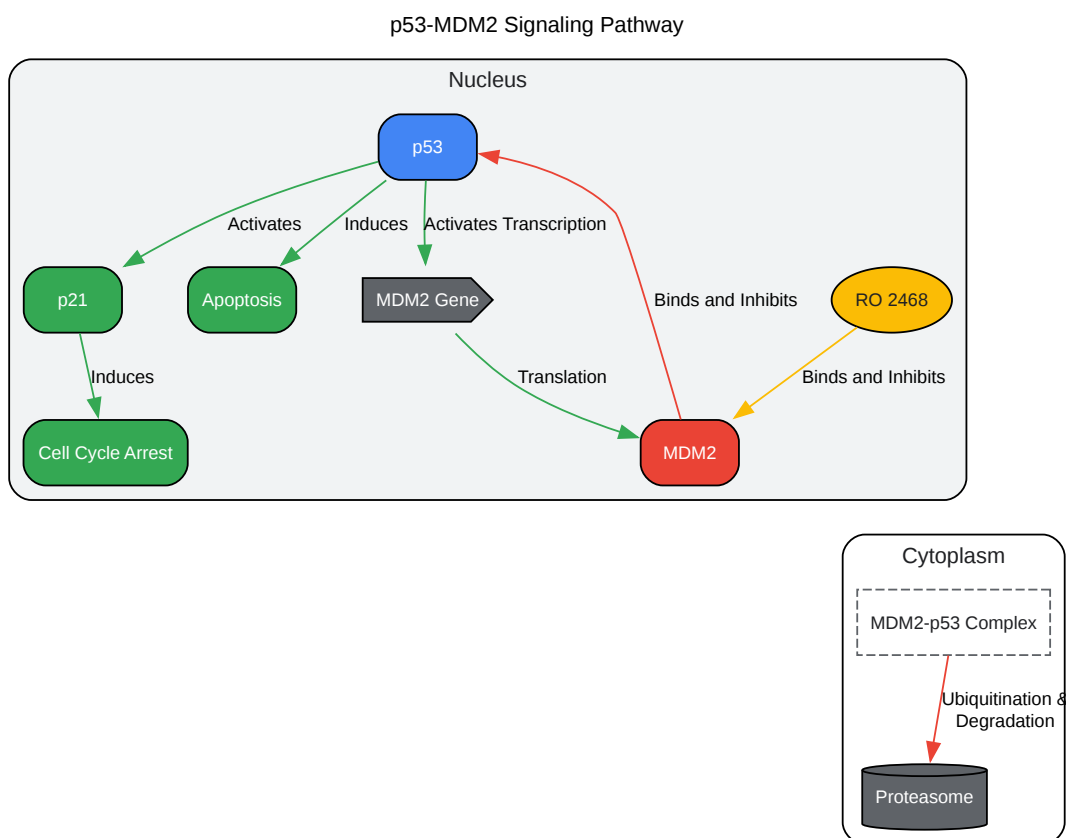 p53-MDM2 Signaling Pathway
Nucleus
p53
Activates
Induces
Activates Transcription
p21
Apoptosis
MDM2 Gene
Binds and Inhibits
RO 2468
Induces
Translation
Binds and Inhibits
Cell Cycle Arrest
MDM2
Cytoplasm
MDM2-p53 Complex
Ubiquitination &
Degradation
Proteasome